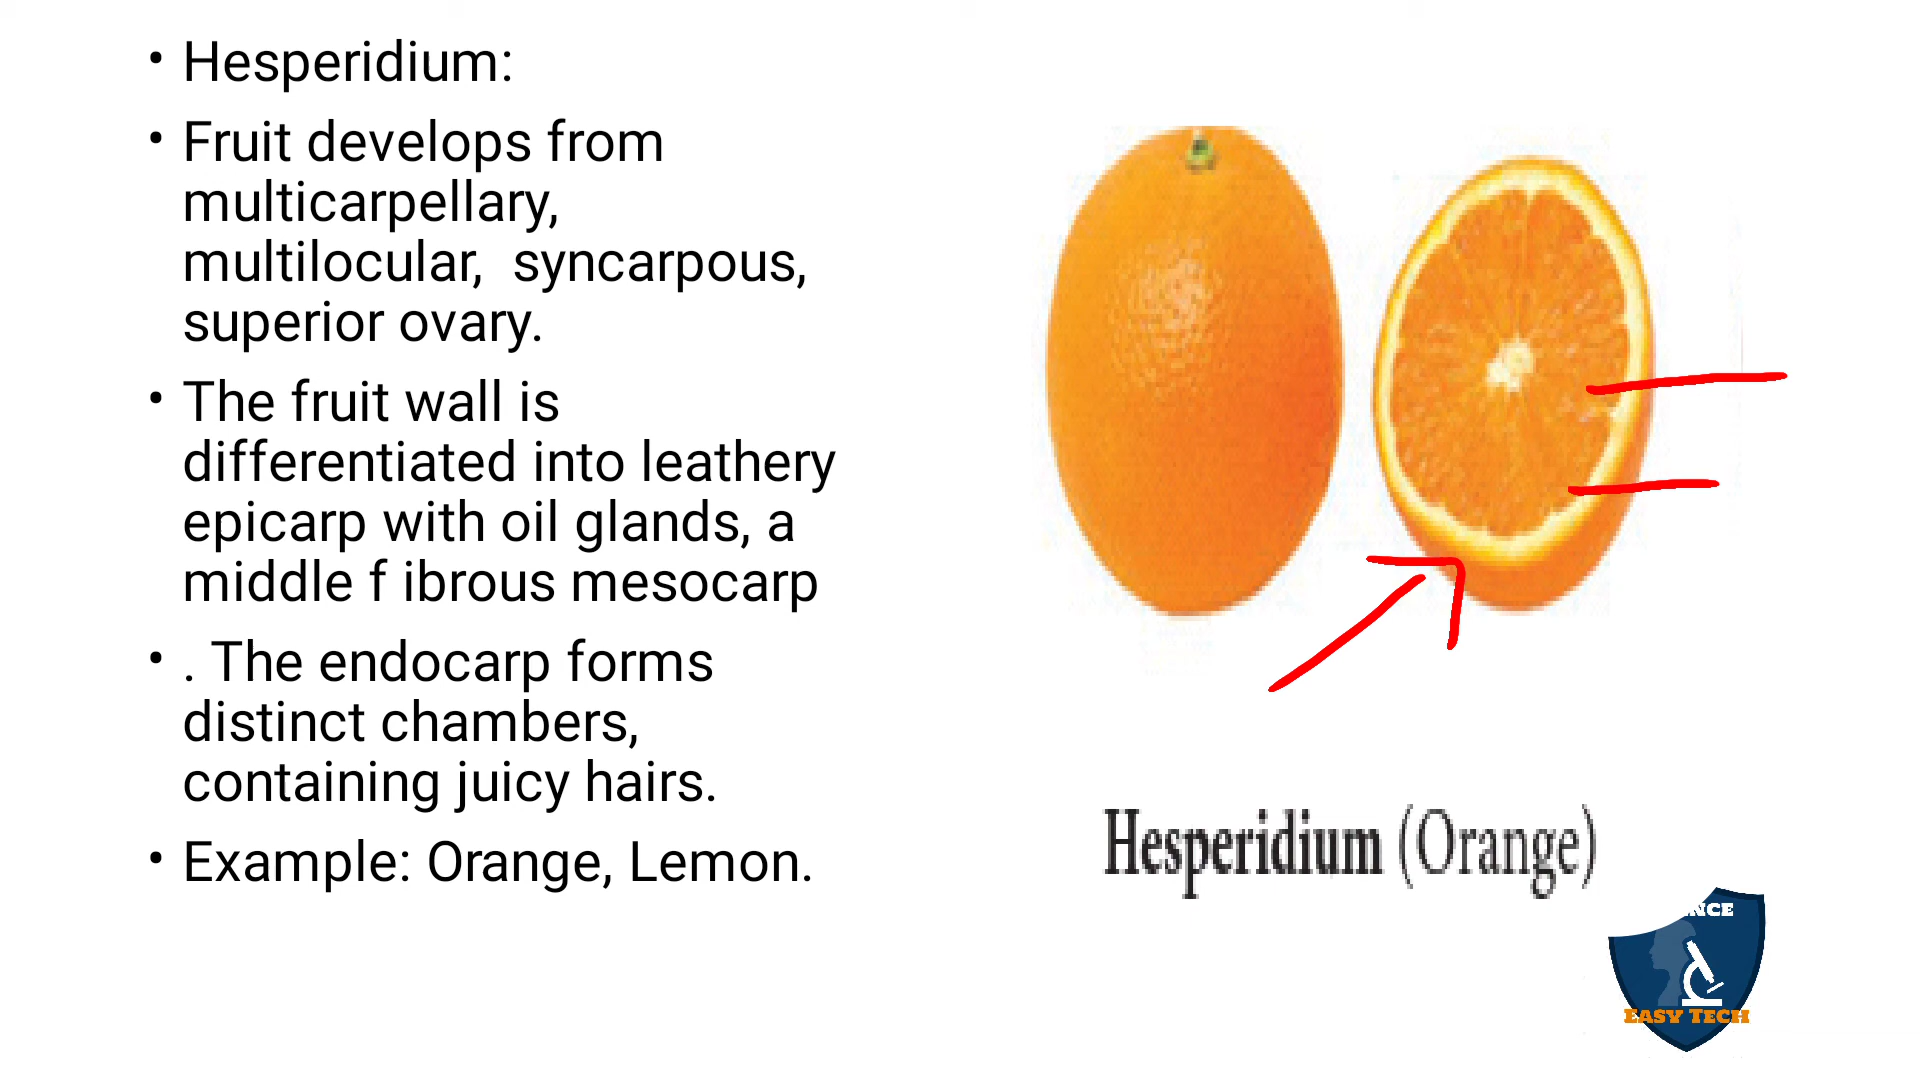 • Hesperidium:
• Fruit develops from
multicarpellary,
multilocular,  syncarpous,
superior ovary.
• The fruit wall is
differentiated into leathery
epicarp with oil glands, a
middle f ibrous mesocarp
• . The endocarp forms
distinct chambers,
containing juicy hairs.
• Example: Orange, Lemon.
Hesperidium (Orange)
NCE
EASY TECH